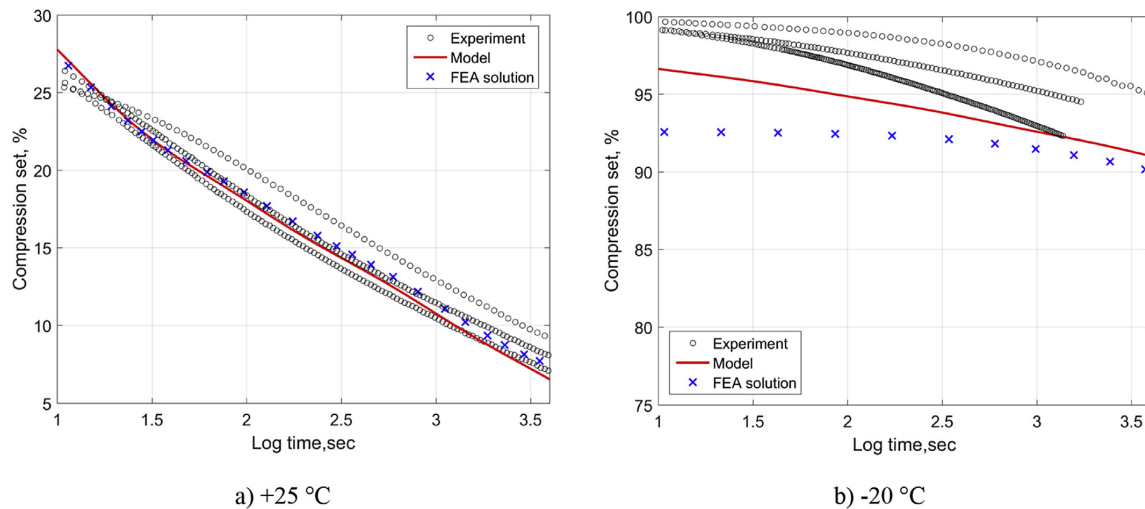 30
25
20
15
10
5
Compression set, %
1
1.5
2
2.5
3
3.5
Log time,sec
Experiment
Model
FEA solution
a) +25 °C
100
95
90
85
80
75
Compression set, %
1
1.5
2
2.5
3
3.5
Log time,sec
Experiment
Model
FEA solution
b) -20 °C